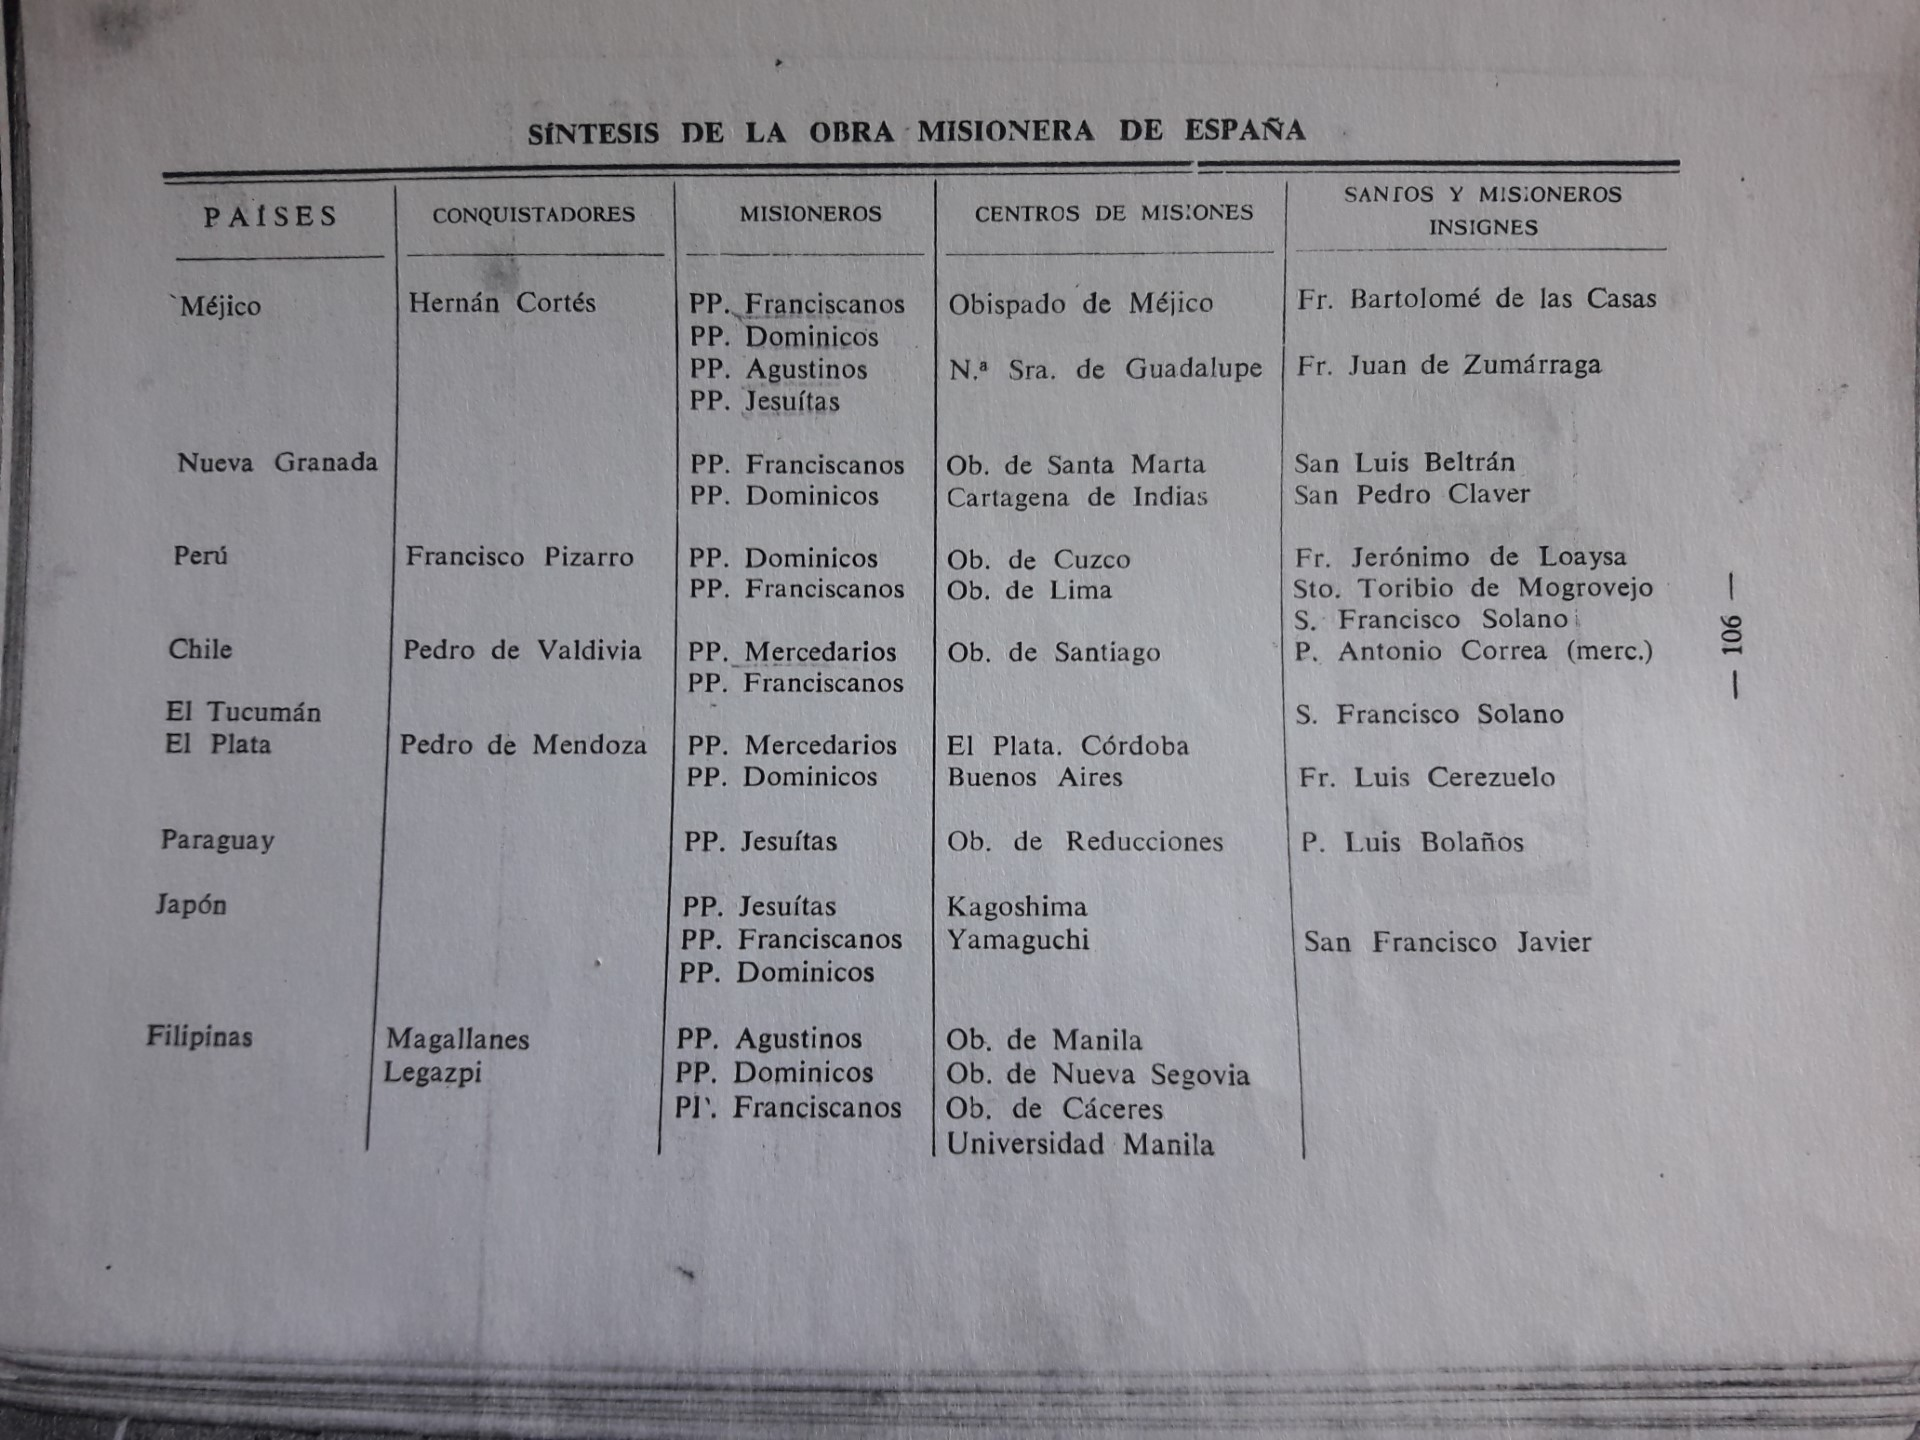 SÍNTESIS DE LA OBRA MISIONERA DE ESPAÑA
PAÍSES CONQUISTADORES MISIONEROS CENTROS DE MISIONES SANTOS Y MISIONEROS
INSIGNES
Méjico Hernán Cortés PP. Franciscanos Obispado de Méjico Fr. Bartolomé de las Casas
PP. Dominicos
PP. Agustinos N.ª Sra. de Guadalupe Fr. Juan de Zumárraga
PP. Jesuítas
Nueva Granada PP. Franciscanos Ob. de Santa Marta San Luis Beltrán
PP. Dominicos Cartagena de Indias San Pedro Claver
Perú Francisco Pizarro PP. Dominicos Ob. de Cuzco Fr. Jerónimo de Loaysa
PP. Franciscanos Ob. de Lima Sto. Toribio de Mogrovejo
S. Francisco Solano
Chile Pedro de Valdivia PP. Mercedarios Ob. de Santiago P. Antonio Correa (merc.)
PP. Franciscanos
El Tucumán S. Francisco Solano
El Plata Pedro de Mendoza PP. Mercedarios El Plata. Córdoba
PP. Dominicos Buenos Aires Fr. Luis Cerezuelo
Paraguay PP. Jesuítas Ob. de Reducciones P. Luis Bolaños
Japón PP. Jesuítas Kagoshima
PP. Franciscanos Yamaguchi San Francisco Javier
PP. Dominicos
Filipinas Magallanes PP. Agustinos Ob. de Manila
Legazpi PP. Dominicos Ob. de Nueva Segovia
PP. Franciscanos Ob. de Cáceres
Universidad Manila
— 106 —